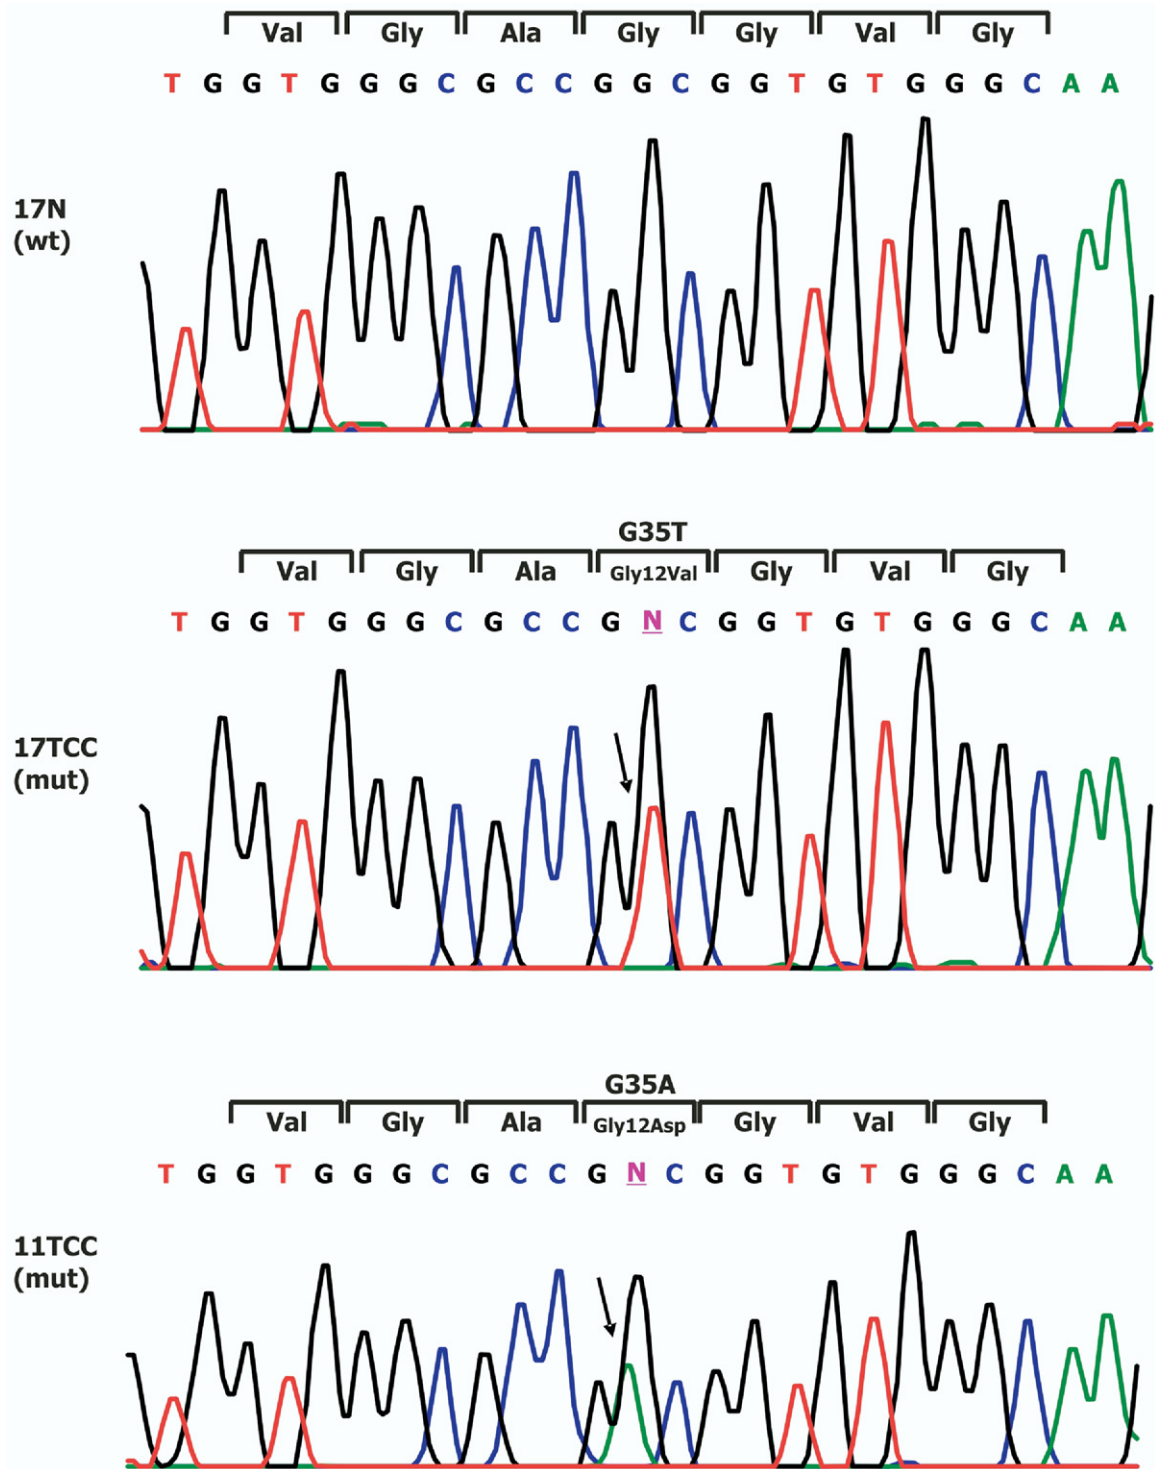 Val Gly Ala Gly Gly Val Gly
T G G T G G G C G C C G G C G G T G T G G G C A A
17N
(wt)
G35T
Val Gly Ala Gly12Val Gly Val Gly
T G G T G G G C G C C G N C G G T G T G G G C A A
17TCC
(mut)
G35A
Val Gly Ala Gly12Asp Gly Val Gly
T G G T G G G C G C C G N C G G T G T G G G C A A
11TCC
(mut)